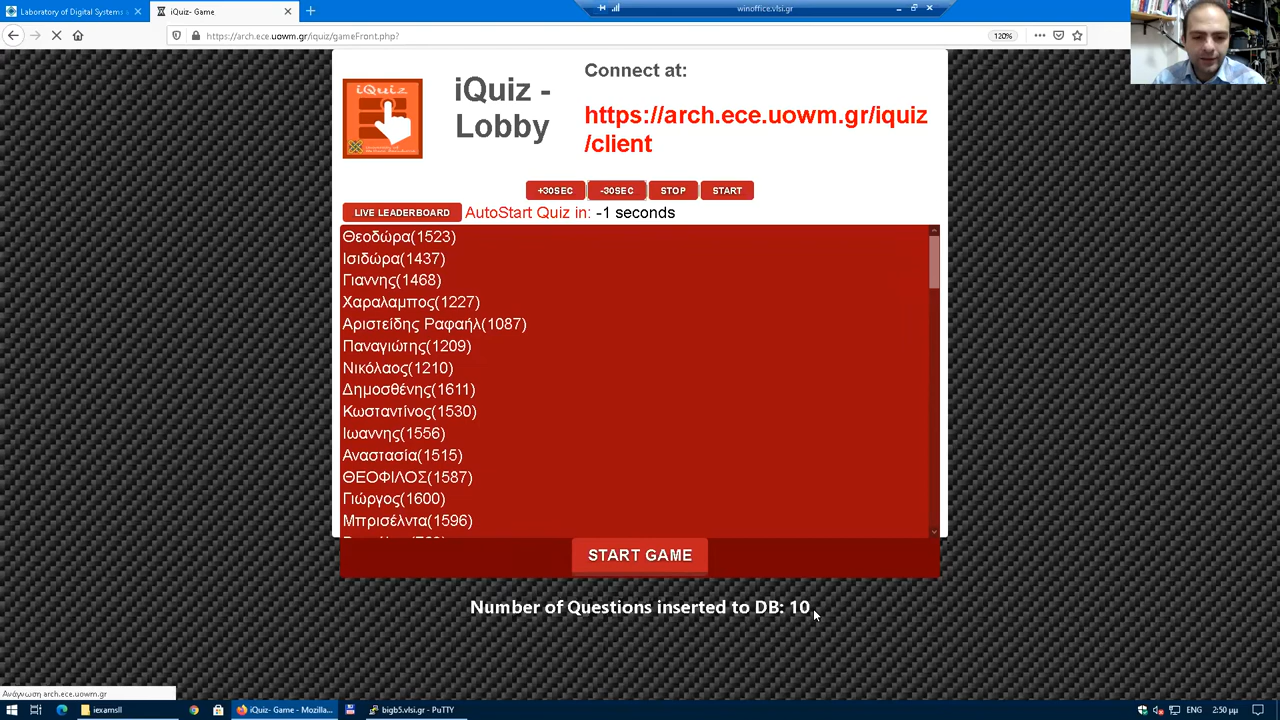 winoffice.vlsi.gr
Laboratory of Digital Systems
iQuiz- Game
https://arch.ece.uowm.gr/iquiz/gameFront.php?
120%
iQuiz
iQuiz -
Lobby
Connect at:
https://arch.ece.uowm.gr/iquiz
/client
+30SEC
-30SEC
STOP
START
LIVE LEADERBOARD
AutoStart Quiz in: -1 seconds
Θεοδώρα(1523)
Ισιδώρα(1437)
Γιαννης(1468)
Χαραλαμπος(1227)
Αριστείδης Ραφαήλ(1087)
Παναγιώτης(1209)
Νικόλαος(1210)
Δημοσθένης(1611)
Κωσταντίνος(1530)
Ιωαννης(1556)
Αναστασία(1515)
ΘΕΟΦΙΛΟΣ(1587)
Γιώργος(1600)
Μπρισέλντα(1596)
START GAME
Number of Questions inserted to DB: 10
Ανάγνωση arch.ece.uowm.gr
iexamsII
iQuiz- Game - Mozilla...
bigb5.vlsi.gr - PuTTY
ENG
2:50 μμ